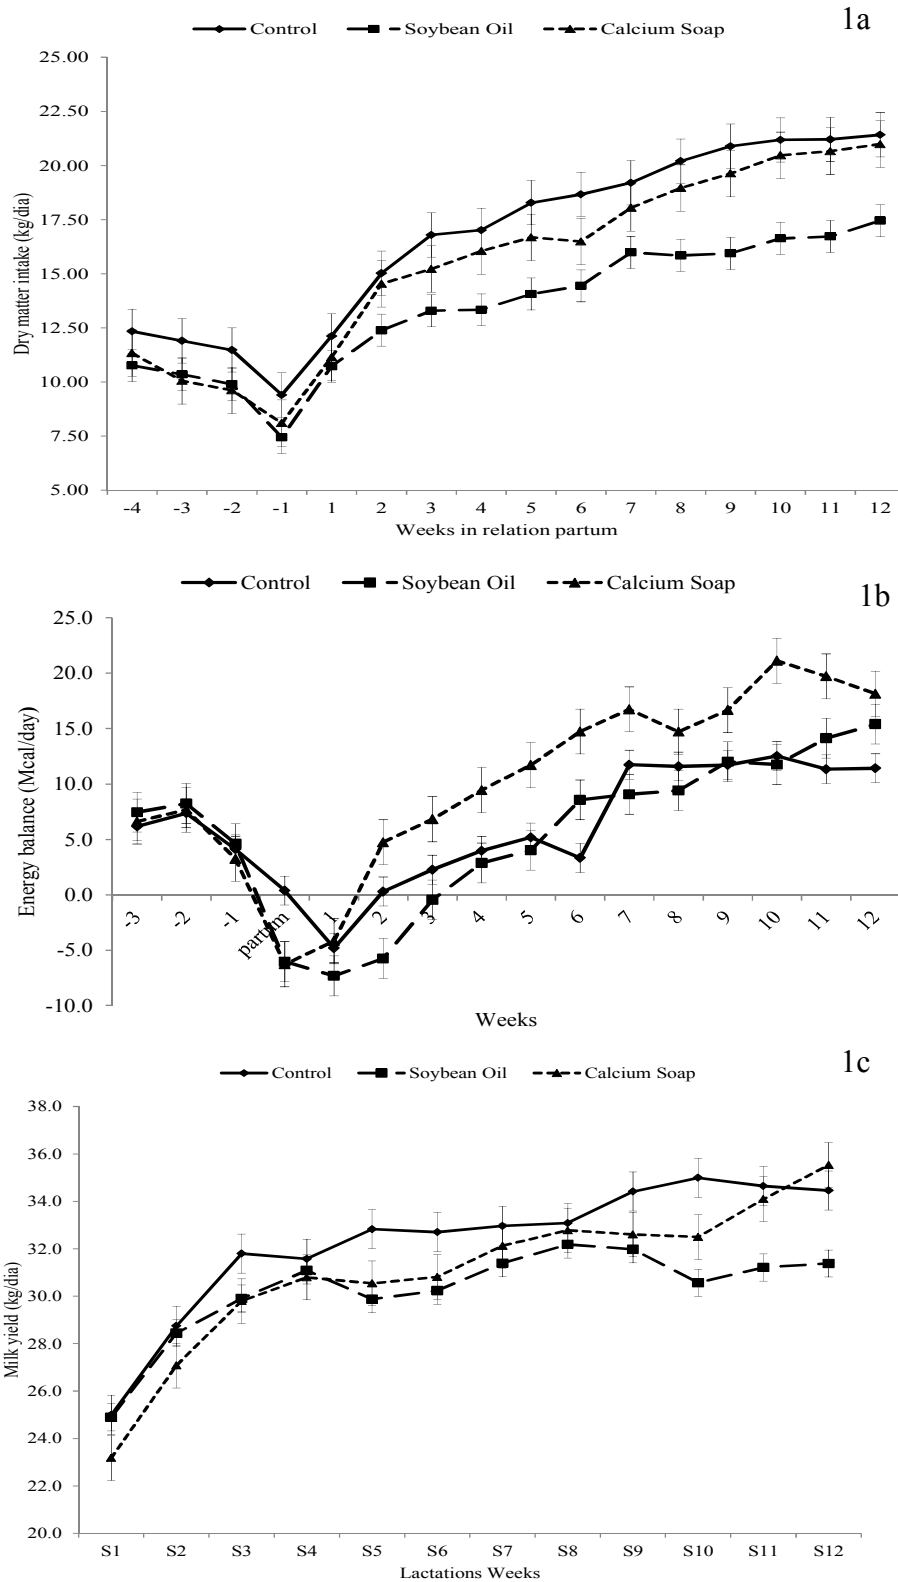 1a
Control Soybean Oil Calcium Soap
25.00
22.50
20.00
17.50
15.00
12.50
10.00
7.50
5.00
Dry matter intake (kg/dia)
-4 -3 -2 -1 1 2 3 4 5 6 7 8 9 10 11 12
Weeks in relation partum
Control Soybean Oil Calcium Soap
1b
25.0
20.0
15.0
10.0
5.0
0.0
-5.0
-10.0
Energy balance (Mcal/day)
-3 -2 -1 partum 1 2 3 4 5 6 7 8 9 10 11 12
Weeks
1c
Control Soybean Oil Calcium Soap
38.0
36.0
34.0
32.0
30.0
28.0
26.0
24.0
22.0
20.0
Milk yield (kg/dia)
S1 S2 S3 S4 S5 S6 S7 S8 S9 S10 S11 S12
Lactations Weeks